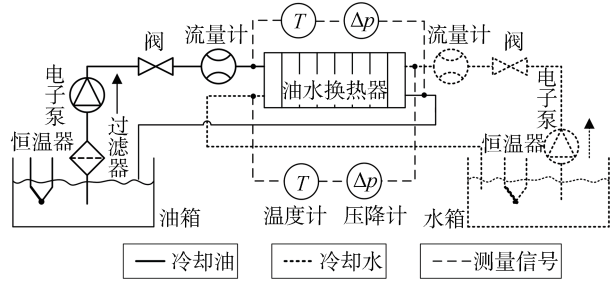 T Δp
阀 流量计 流量计 阀
电子泵 油水换热器 电子泵
恒温器 过滤器 恒温器
T Δp
油箱 温度计 压降计 水箱
冷却油 冷却水 测量信号